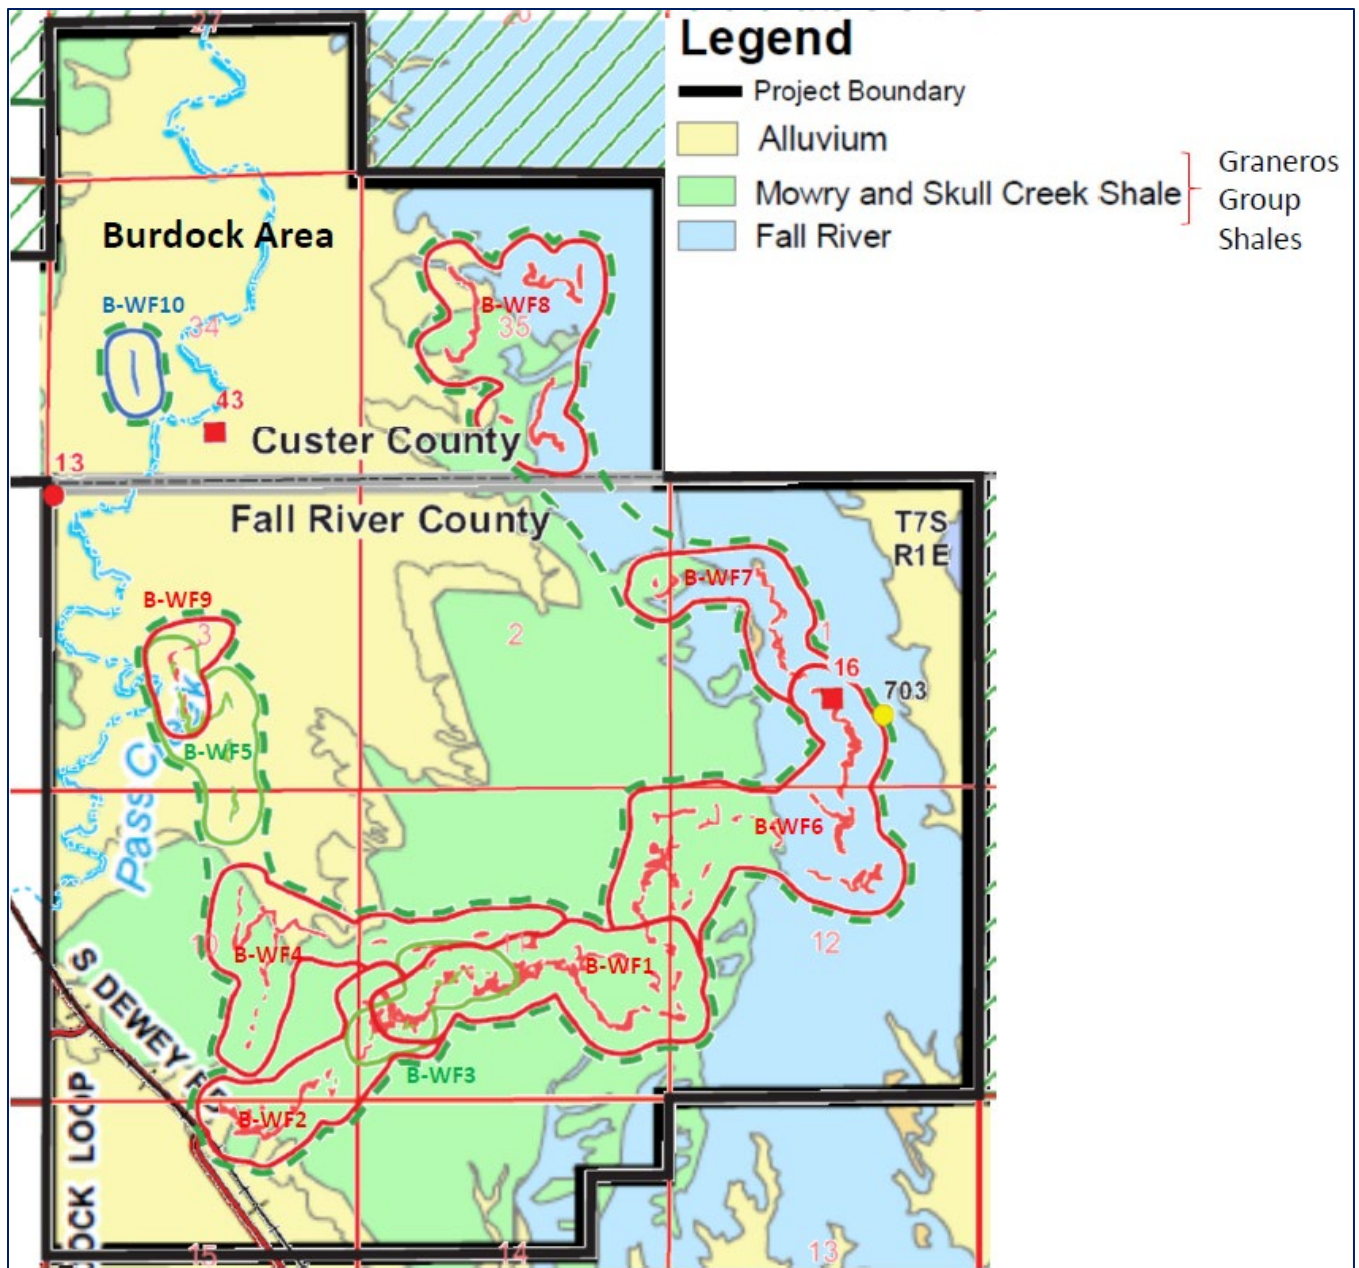 27
Legend
Project Boundary
Alluvium
Mowry and Skull Creek Shale
Fall River
Graneros
Group
Shales
Burdock Area
B-WF10
34
43
B-WF8
35
Custer County
13
Fall River County
T7S
R1E
B-WF9
3
2
B-WF7
1
16
703
B-WF5
Pass C k
B-WF6
10
B-WF4
11
B-WF1
12
S DEWEY
B-WF3
B-WF2
OCK LOOP
15
14
13